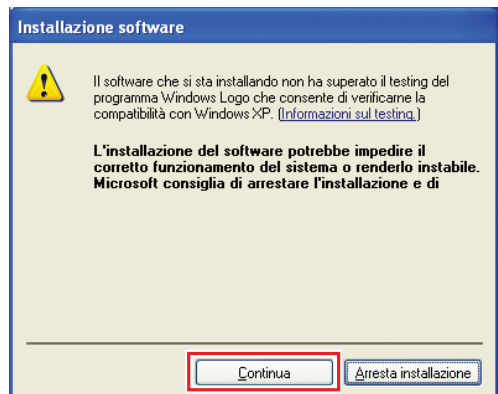 Installazione software
Il software che si sta installando non ha superato il testing del
programma Windows Logo che consente di verificarne la
compatibilità con Windows XP. (Informazioni sul testing.)
L'installazione del software potrebbe impedire il
corretto funzionamento del sistema o renderlo instabile.
Microsoft consiglia di arrestare l'installazione e di
Continua
Arresta installazione